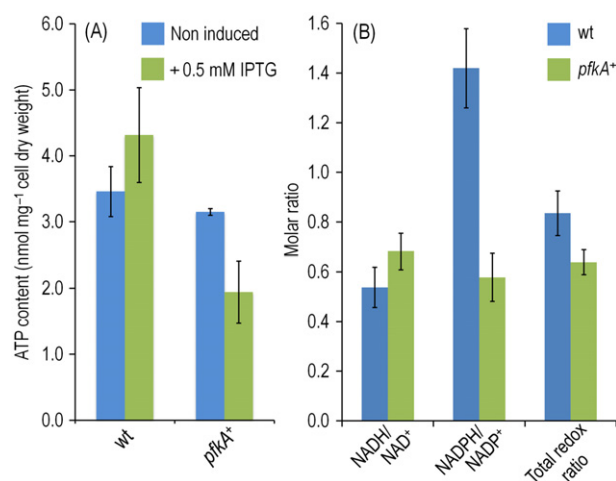 (A)
Non induced
+ 0.5 mM IPTG
ATP content (nmol mg⁻¹ cell dry weight)
6.0
5.0
4.0
3.0
2.0
1.0
0.0
wt
pfkA⁺
(B)
wt
pfkA⁺
Molar ratio
1.6
1.4
1.2
1.0
0.8
0.6
0.4
0.2
0.0
NADH/
NAD⁺
NADPH/
NADP⁺
Total redox
ratio